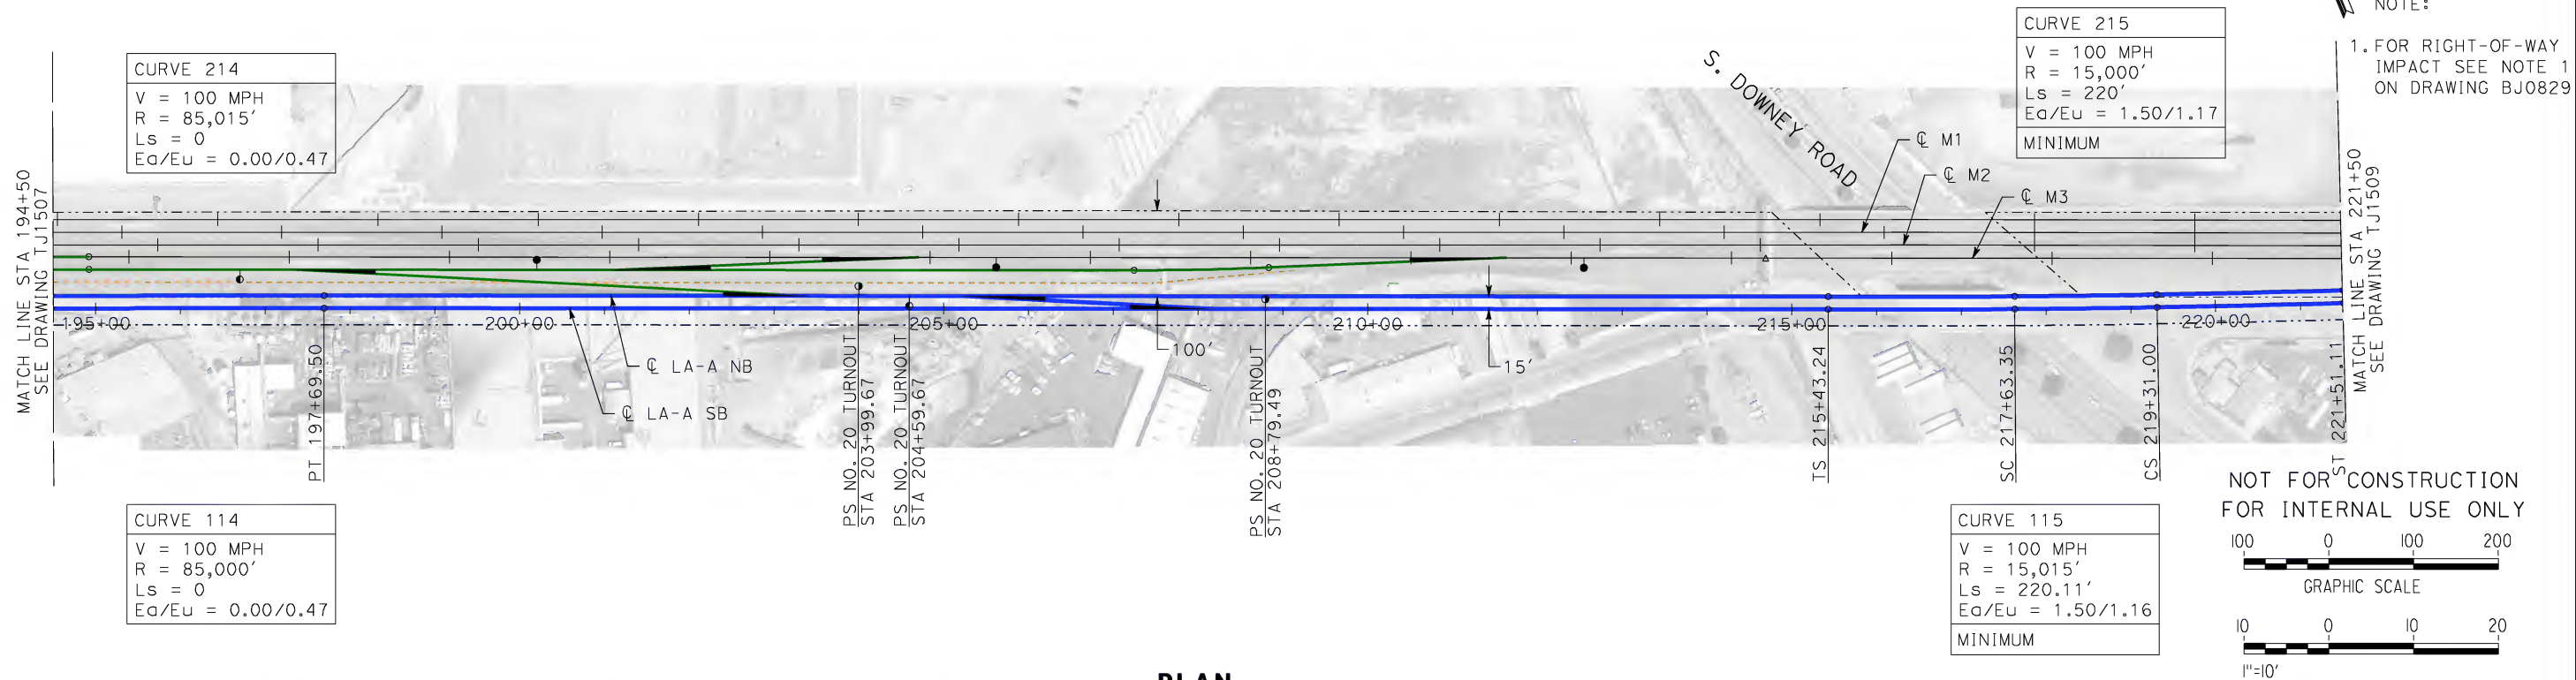 NOTE:
1. FOR RIGHT-OF-WAY
IMPACT SEE NOTE 1
ON DRAWING BJ0829
CURVE 214
V = 100 MPH
R = 85,015'
Ls = 0
Ea/Eu = 0.00/0.47
CURVE 215
V = 100 MPH
R = 15,000'
Ls = 220'
Ea/Eu = 1.50/1.17
MINIMUM
S. DOWNEY ROAD
℄ M1
℄ M2
℄ M3
MATCH LINE STA 194+50
SEE DRAWING TJ1507
MATCH LINE STA 221+50
SEE DRAWING TJ1509
195+00
200+00
205+00
210+00
215+00
220+00
100'
15'
℄ LA-A NB
℄ LA-A SB
PT 197+69.50
PS NO. 20 TURNOUT
STA 203+99.67
PS NO. 20 TURNOUT
STA 204+59.67
PS NO. 20 TURNOUT
STA 208+79.49
TS 215+43.24
SC 217+63.35
CS 219+31.00
ST 221+51.11
CURVE 114
V = 100 MPH
R = 85,000'
Ls = 0
Ea/Eu = 0.00/0.47
CURVE 115
V = 100 MPH
R = 15,015'
Ls = 220.11'
Ea/Eu = 1.50/1.16
MINIMUM
NOT FOR CONSTRUCTION
FOR INTERNAL USE ONLY
100 0 100 200
GRAPHIC SCALE
10 0 10 20
1"=10'
PLAN